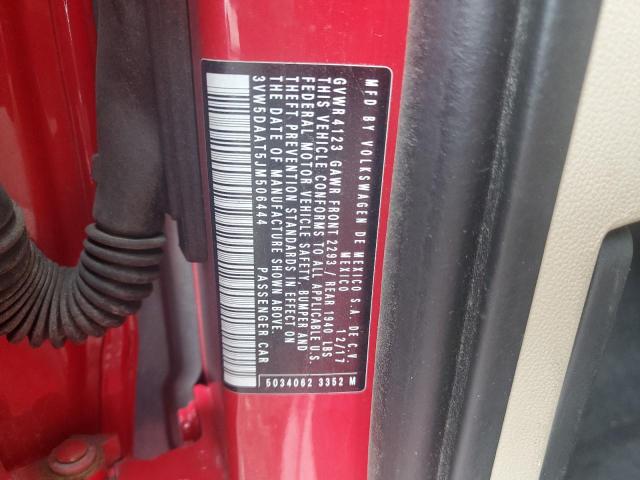 MFD BY VOLKSWAGEN DE MEXICO S.A. DE C.V.
MEXICO 12/17
GVWR 4123 GAWR FRONT 2293 / REAR 1940 LBS
THIS VEHICLE CONFORMS TO ALL APPLICABLE U.S.
FEDERAL MOTOR VEHICLE SAFETY, BUMPER AND
THEFT PREVENTION STANDARDS IN EFFECT ON
THE DATE OF MANUFACTURE SHOWN ABOVE.
3VW5DAAT5JM506444 PASSENGER CAR
5034062 3352 M